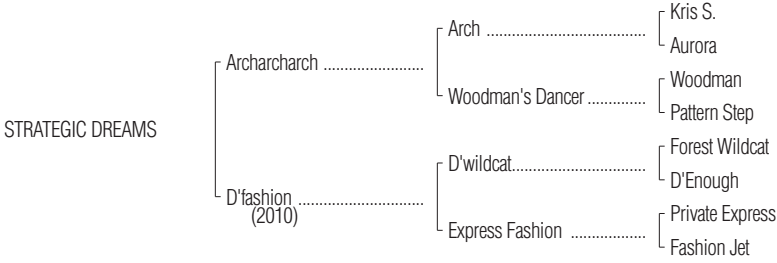 Kris S.
Arch ......................................
Aurora
Archarcharch ........................
Woodman
Woodman's Dancer ..............
Pattern Step
STRATEGIC DREAMS
Forest Wildcat
D'wildcat................................
D'Enough
D'fashion ..............................
(2010)
Private Express
Express Fashion ..................
Fashion Jet